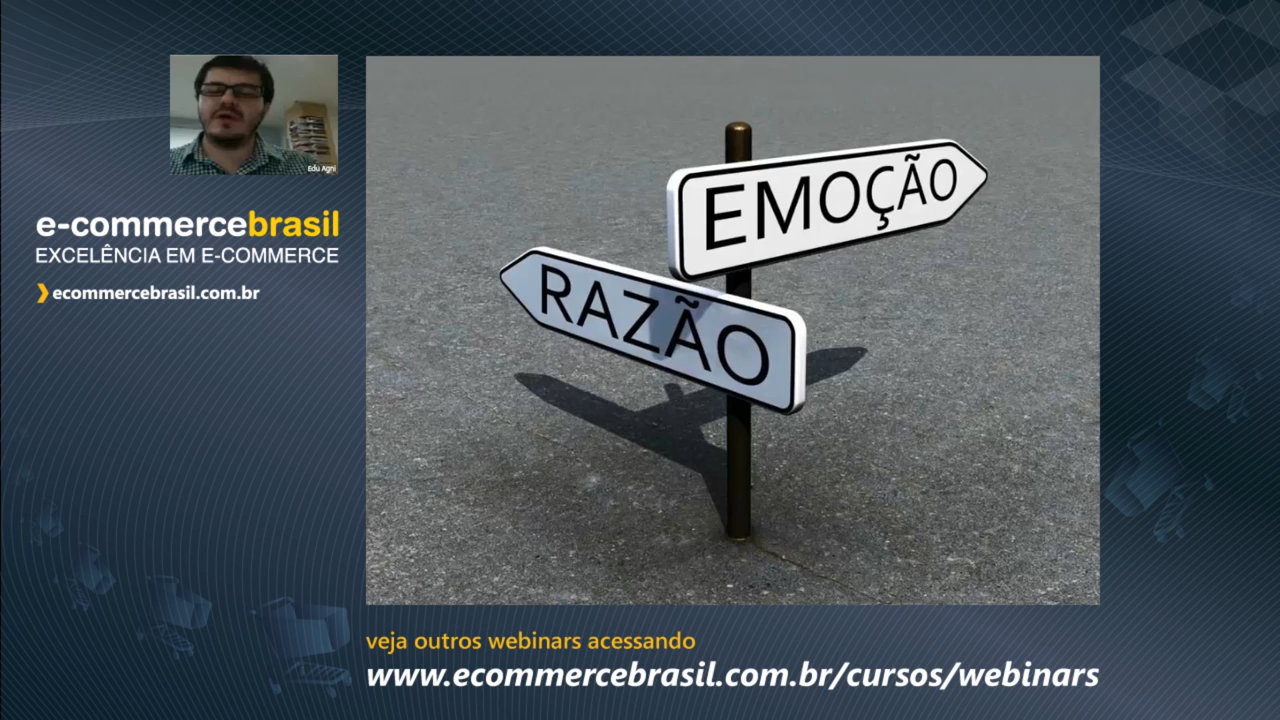 Edu Agni
e-commercebrasil
EXCELÊNCIA EM E-COMMERCE
ecommercebrasil.com.br
EMOÇÃO
RAZÃO
veja outros webinars acessando
www.ecommercebrasil.com.br/cursos/webinars